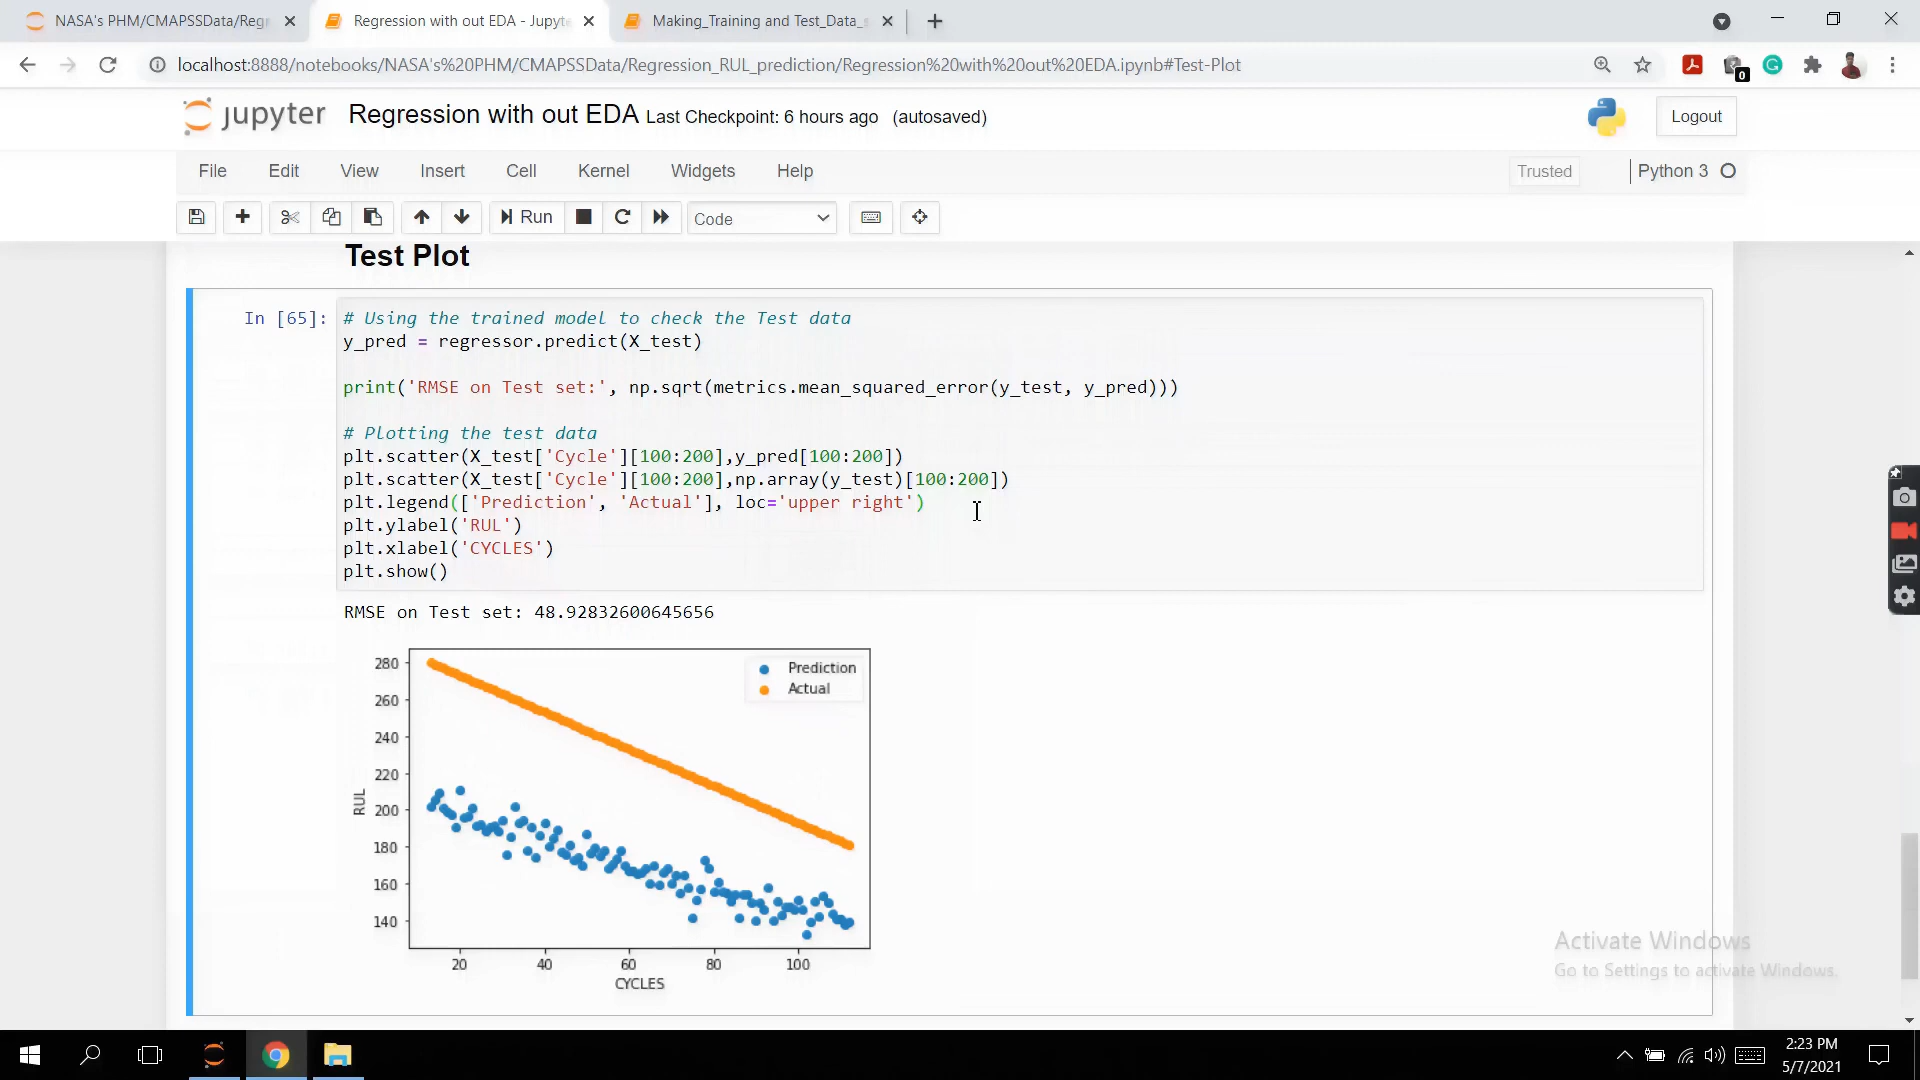 NASA's PHM/CMAPSSData/Regr
Regression with out EDA - Jupyte
Making_Training and Test_Data_s
localhost:8888/notebooks/NASA's%20PHM/CMAPSSData/Regression_RUL_prediction/Regression%20with%20out%20EDA.ipynb#Test-Plot
0
jupyter Regression with out EDA Last Checkpoint: 6 hours ago (autosaved)
Logout
File Edit View Insert Cell Kernel Widgets Help
Trusted
Python 3
Run
Code
Test Plot
In [65]:
# Using the trained model to check the Test data
y_pred = regressor.predict(X_test)
print('RMSE on Test set:', np.sqrt(metrics.mean_squared_error(y_test, y_pred)))
# Plotting the test data
plt.scatter(X_test['Cycle'][100:200],y_pred[100:200])
plt.scatter(X_test['Cycle'][100:200],np.array(y_test)[100:200])
plt.legend(['Prediction', 'Actual'], loc='upper right')
plt.ylabel('RUL')
plt.xlabel('CYCLES')
plt.show()
RMSE on Test set: 48.92832600645656
Prediction
Actual
280
260
240
220
200
180
160
140
RUL
20 40 60 80 100
CYCLES
Activate Windows
Go to Settings to activate Windows.
2:23 PM
5/7/2021